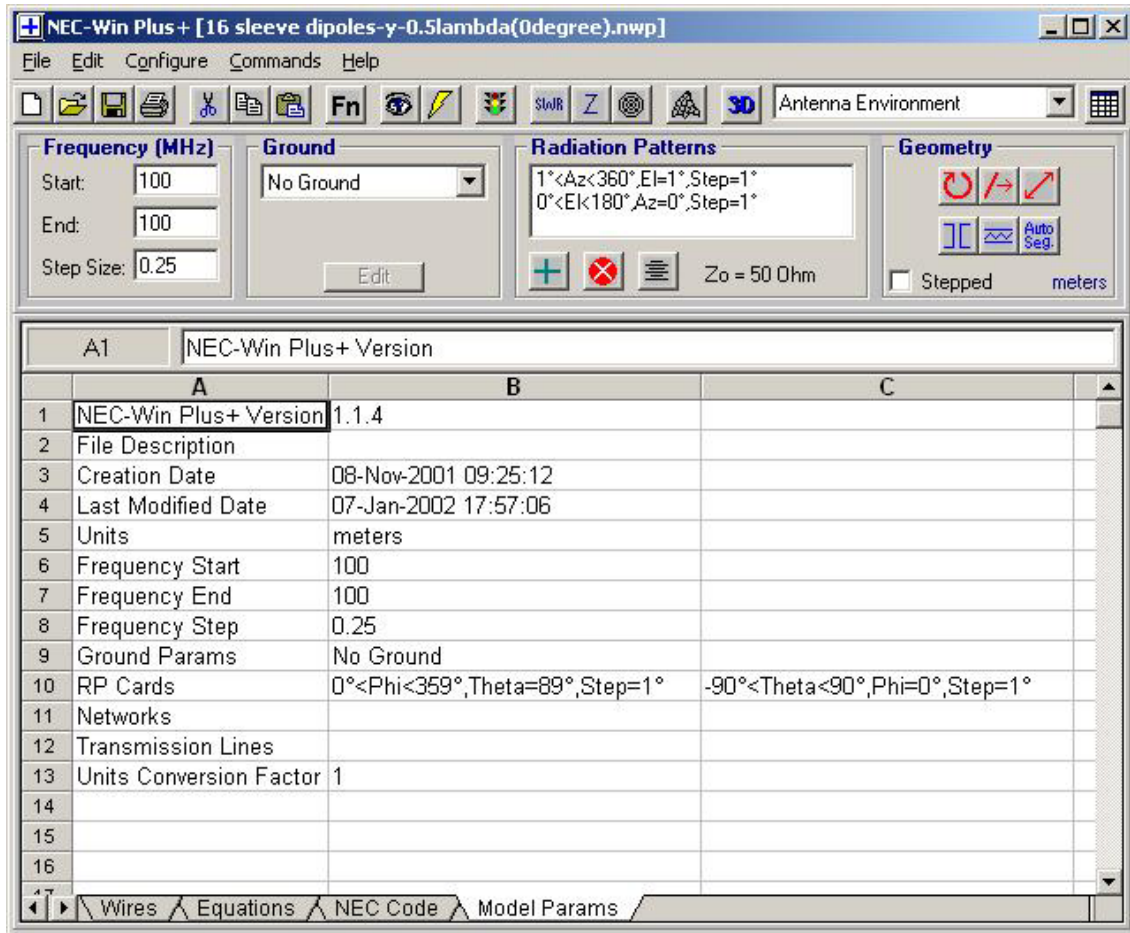 NEC-Win Plus+ [16 sleeve dipoles-y-0.5lambda(0degree).nwp]
File Edit Configure Commands Help
Fn SWR Z 3D Antenna Environment
Frequency (MHz)
Start: 100
End: 100
Step Size: 0.25
Ground
No Ground
Edit
Radiation Patterns
1°<Az<360°,El=1°,Step=1°
0°<El<180°,Az=0°,Step=1°
Zo = 50 Ohm
Geometry
Auto Seg.
Stepped meters
A1 NEC-Win Plus+ Version
A B C
1 NEC-Win Plus+ Version 1.1.4
2 File Description
3 Creation Date 08-Nov-2001 09:25:12
4 Last Modified Date 07-Jan-2002 17:57:06
5 Units meters
6 Frequency Start 100
7 Frequency End 100
8 Frequency Step 0.25
9 Ground Params No Ground
10 RP Cards 0°<Phi<359°,Theta=89°,Step=1° -90°<Theta<90°,Phi=0°,Step=1°
11 Networks
12 Transmission Lines
13 Units Conversion Factor 1
14
15
16
17
Wires Equations NEC Code Model Params